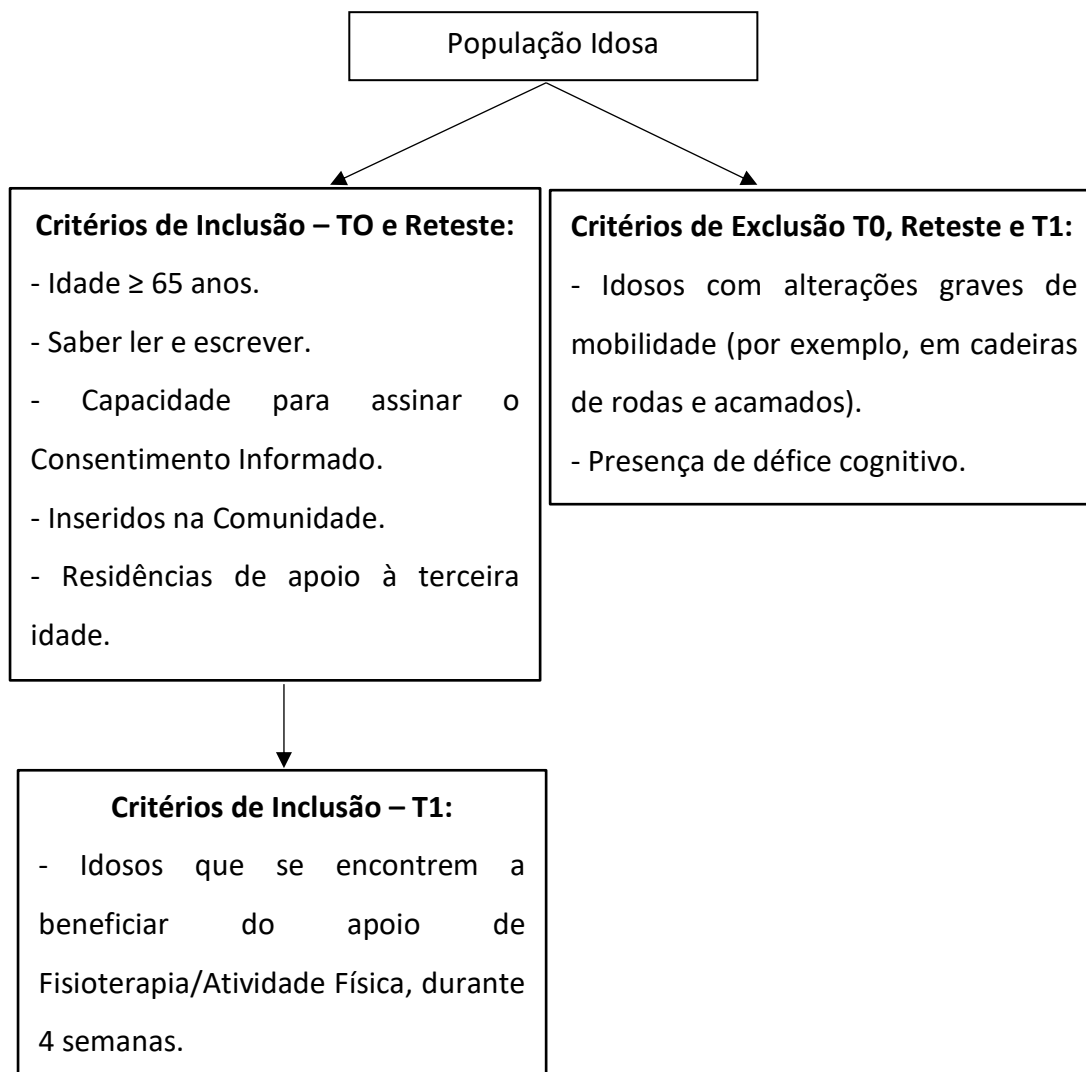 População Idosa
Critérios de Inclusão – TO e Reteste:
- Idade ≥ 65 anos.
- Saber ler e escrever.
- Capacidade para assinar o
Consentimento Informado.
- Inseridos na Comunidade.
- Residências de apoio à terceira
idade.
Critérios de Exclusão T0, Reteste e T1:
- Idosos com alterações graves de
mobilidade (por exemplo, em cadeiras
de rodas e acamados).
- Presença de défice cognitivo.
Critérios de Inclusão – T1:
- Idosos que se encontrem a
beneficiar do apoio de
Fisioterapia/Atividade Física, durante
4 semanas.